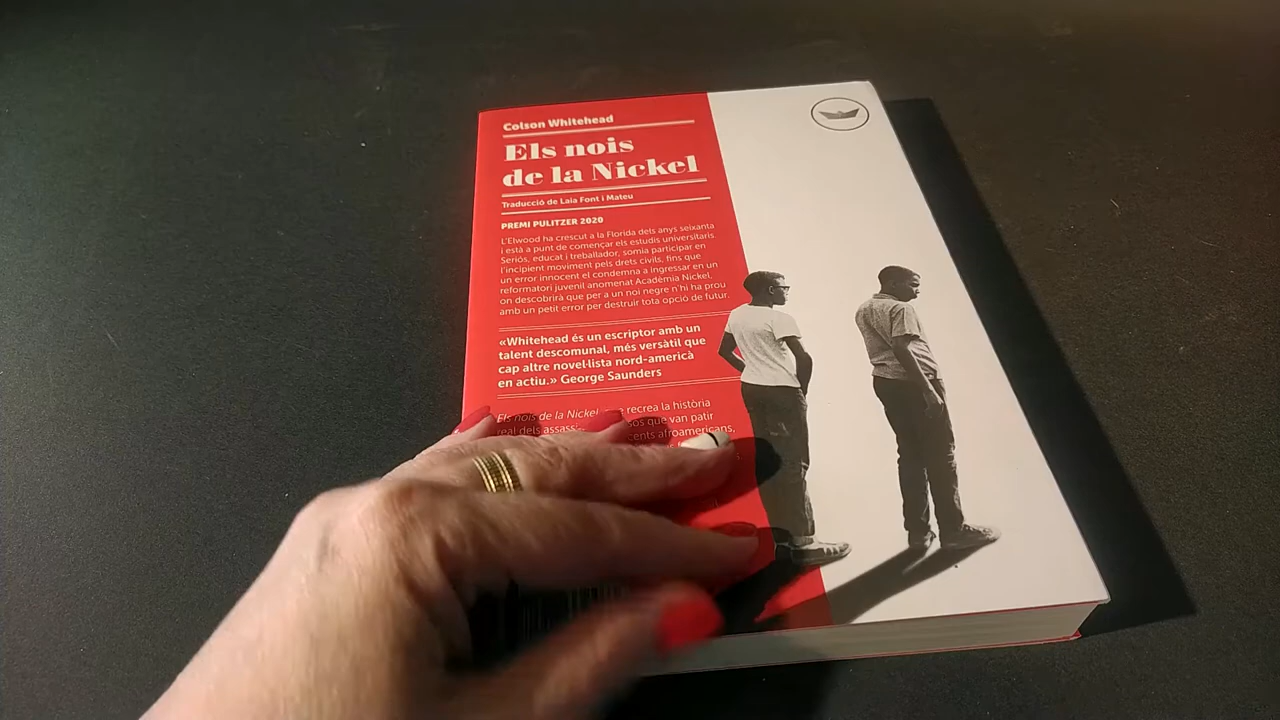 Colson Whitehead
Els nois
de la Nickel
Traducció de Laia Font i Mateu
PREMI PULITZER 2020
L'Elwood ha crescut a la Florida dels anys seixanta
i està a punt de començar els estudis universitaris.
Seriós, educat i treballador, somia participar en
l'incipient moviment pels drets civils, fins que
un error innocent el condemna a ingressar en un
reformatori juvenil anomenat Acadèmia Nickel,
on descobrirà que per a un noi negre n'hi ha prou
amb un petit error per destruir tota opció de futur.
«Whitehead és un escriptor amb un
talent descomunal, més versàtil que
cap altre novel·lista nord-americà
en actiu.» George Saunders
Els nois de la Nickel recrea la història
real dels que van patir
afroamericans,